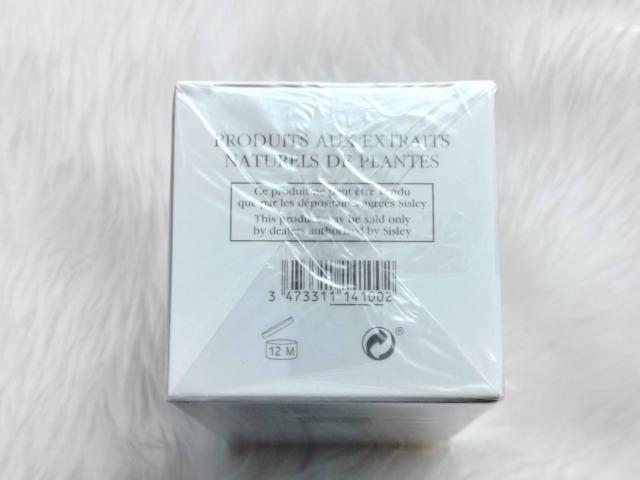 PRODUITS AUX EXTRAITS
NATURELS DE PLANTES
Ce produit ne peut être vendu
que par les dépositaires agréés Sisley
This product may be sold only
by dealers authorised by Sisley
3 473311 141002
12 M
®